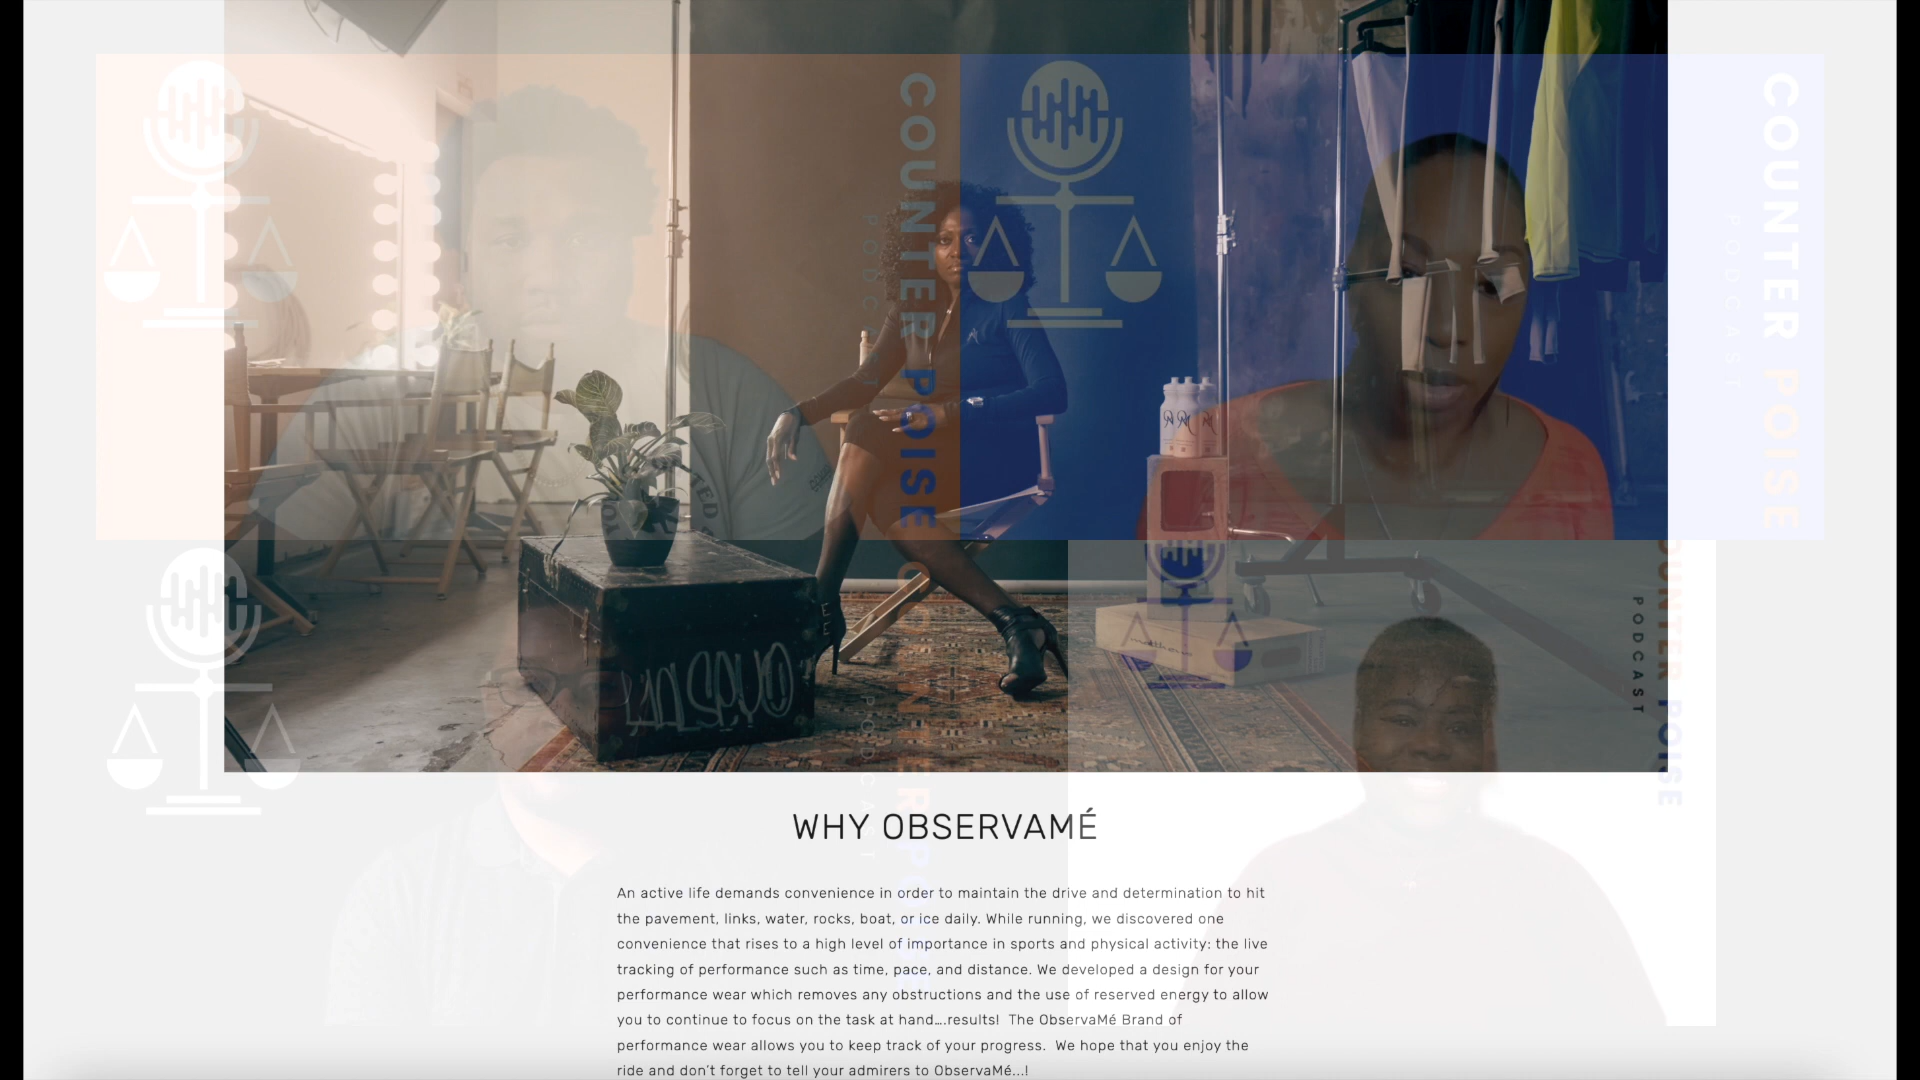 COUNTER POISE
PODCAST
COUNTER POISE
PODCAST
COUNTER POISE
PODCAST
COUNTER POISE
PODCAST
WHY OBSERVAMÉ
An active life demands convenience in order to maintain the drive and determination to hit
the pavement, links, water, rocks, boat, or ice daily. While running, we discovered one
convenience that rises to a high level of importance in sports and physical activity: the live
tracking of performance such as time, pace, and distance. We developed a design for your
performance wear which removes any obstructions and the use of reserved energy to allow
you to continue to focus on the task at hand....results!  The ObservaMé Brand of
performance wear allows you to keep track of your progress.  We hope that you enjoy the
ride and don't forget to tell your admirers to ObservaMé...!